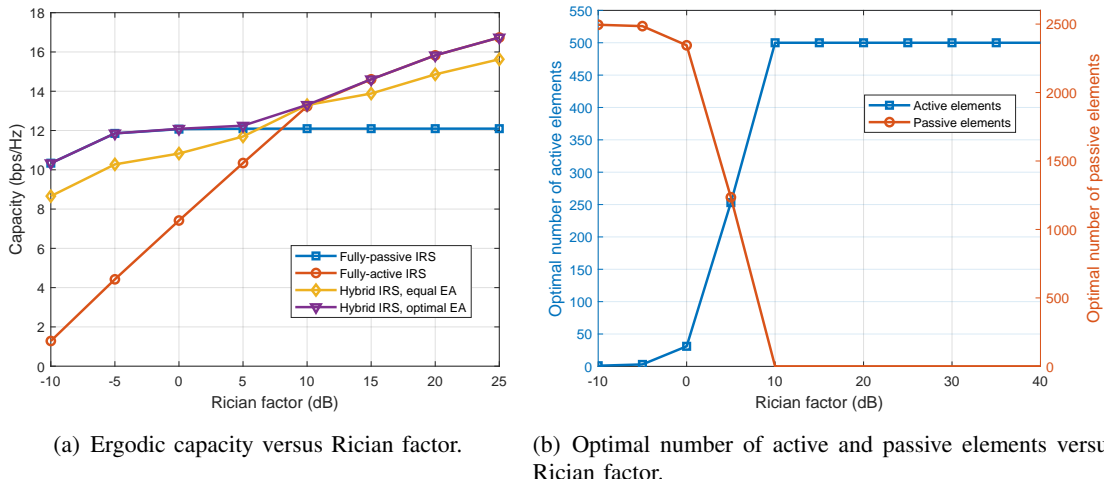 18
16
14
12
10
8
6
4
2
0
Capacity (bps/Hz)
-10 -5 0 5 10 15 20 25
Rician factor (dB)
Fully-passive IRS
Fully-active IRS
Hybrid IRS, equal EA
Hybrid IRS, optimal EA
(a) Ergodic capacity versus Rician factor.
550
500
450
400
350
300
250
200
150
100
50
0
Optimal number of active elements
2500
2000
1500
1000
500
0
Optimal number of passive elements
-10 0 10 20 30 40
Rician factor (dB)
Active elements
Passive elements
(b) Optimal number of active and passive elements versu
Rician factor.